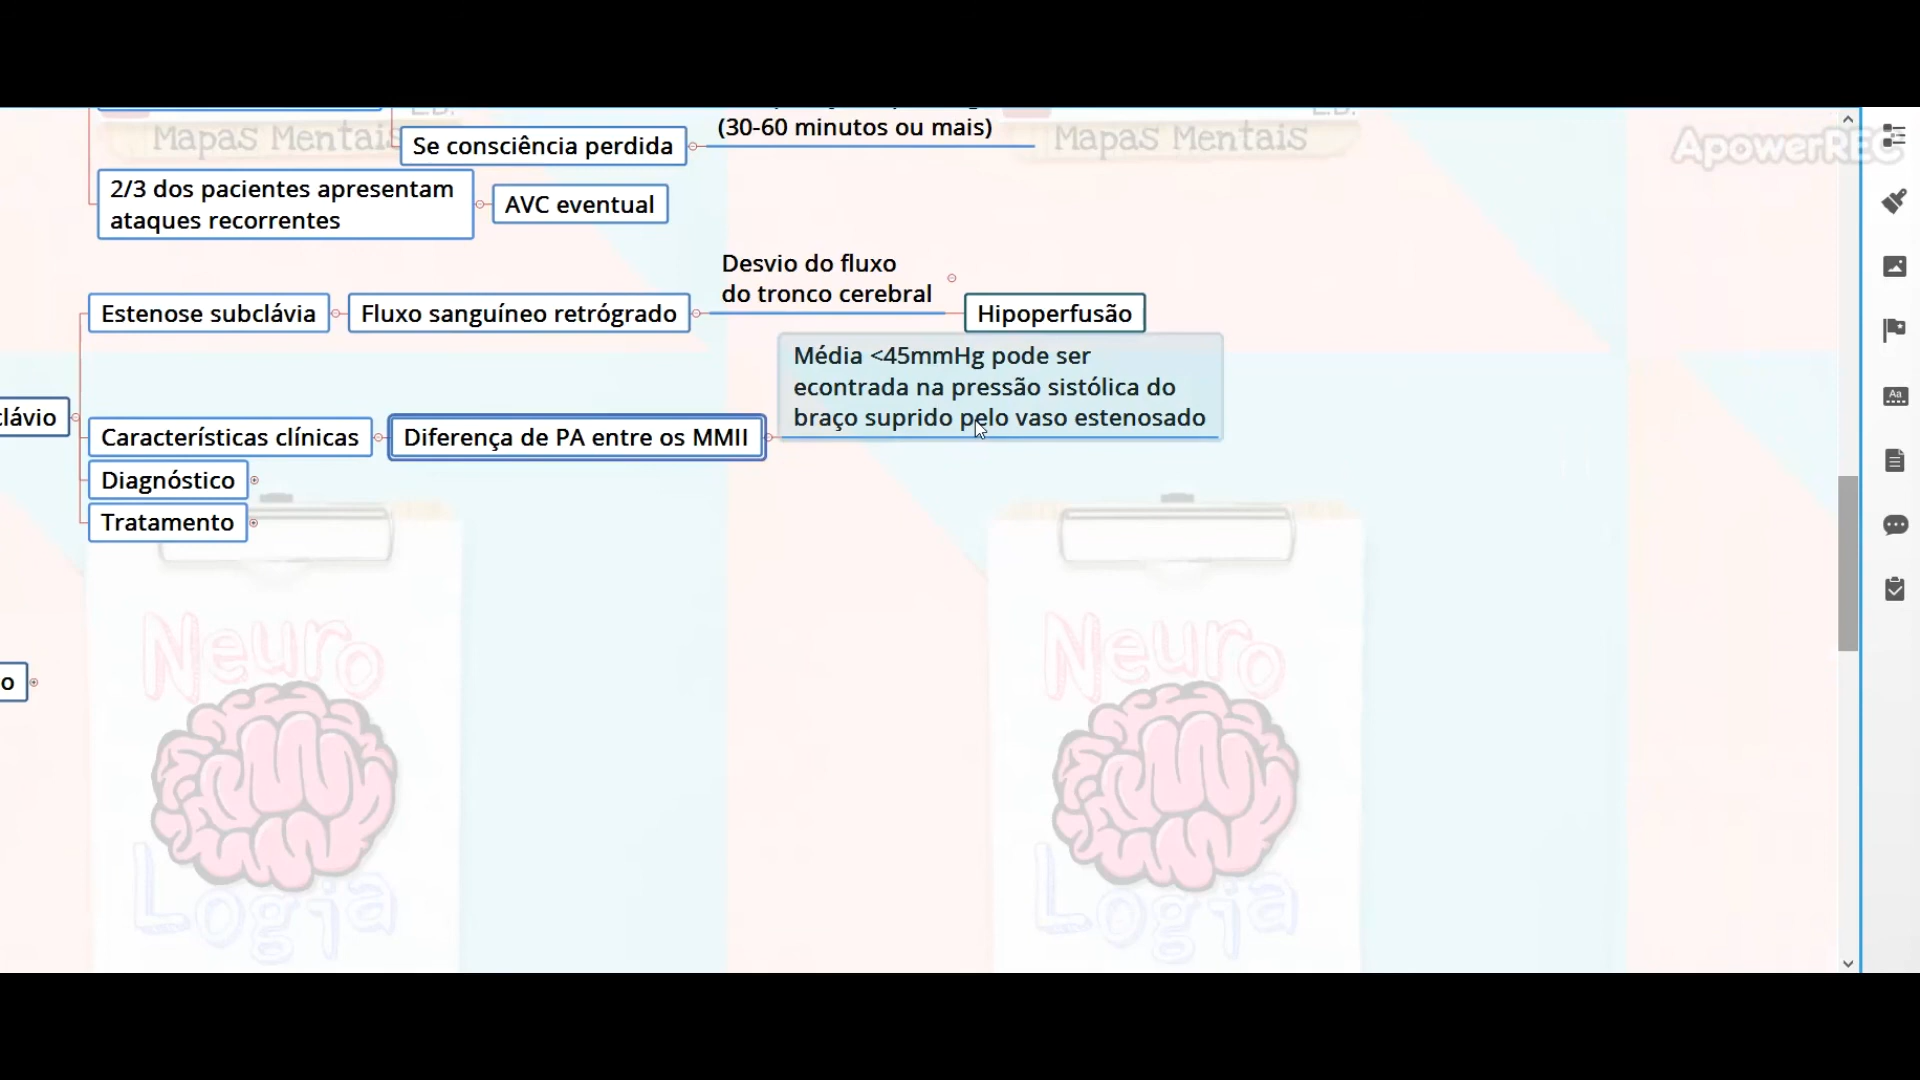 (30-60 minutos ou mais)
Mapas Mentais
Se consciência perdida
Mapas Mentais
ApowerREC
2/3 dos pacientes apresentam
ataques recorrentes
AVC eventual
Desvio do fluxo
do tronco cerebral
Estenose subclávia
Fluxo sanguíneo retrógrado
Hipoperfusão
Média <45mmHg pode ser
econtrada na pressão sistólica do
braço suprido pelo vaso estenosado
clávio
Características clínicas
Diferença de PA entre os MMII
Diagnóstico
Tratamento
Neuro
Neuro
o
Logia
Logia